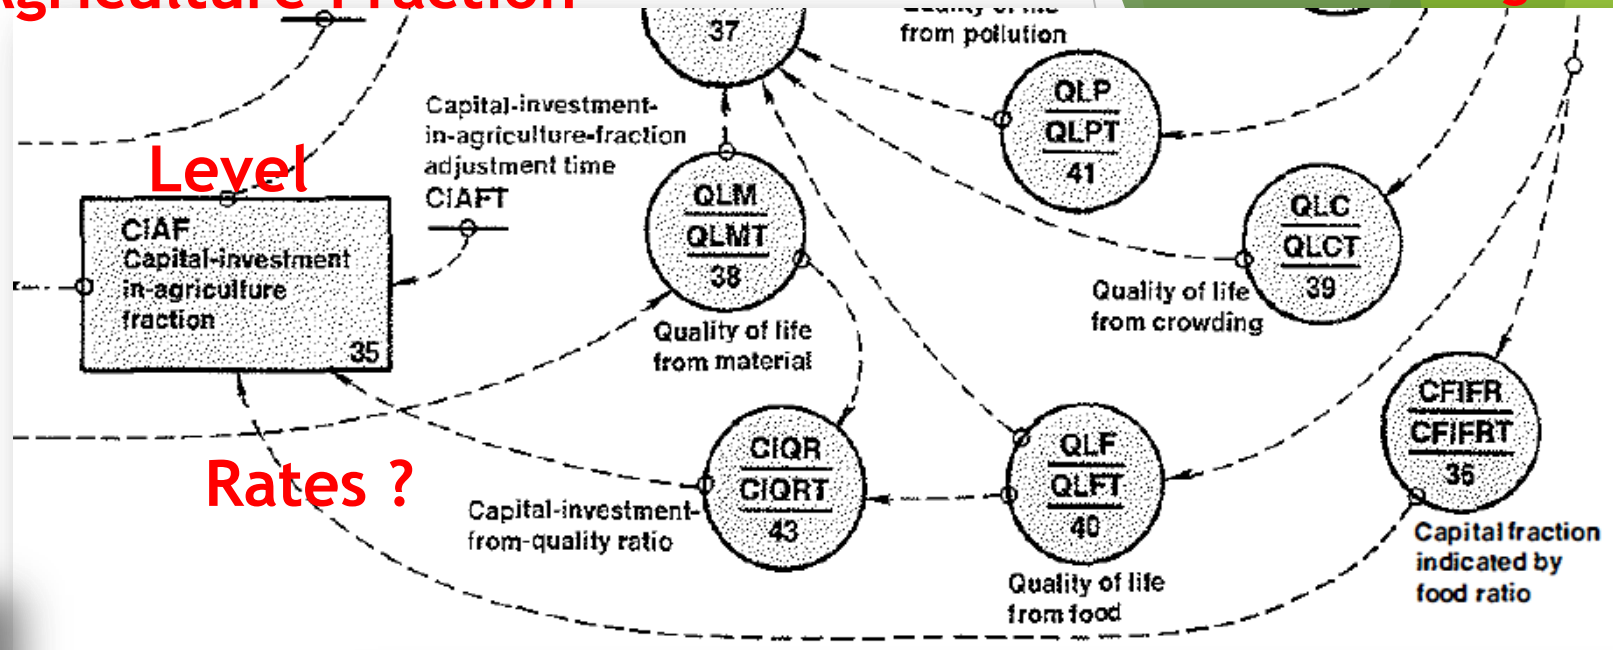 Agriculture Fraction
37
from pollution
QLP
QLPT
41
Capital-investment-
in-agriculture-fraction
adjustment time
CIAFT
Level
CIAF
Capital-investment
in-agriculture
fraction
35
QLM
QLMT
38
Quality of life
from material
QLC
QLCT
39
Quality of life
from crowding
CFIFR
CFIFRT
36
Capital fraction
indicated by
food ratio
Rates ?
CIQR
CIQRT
43
Capital-investment-
from-quality ratio
QLF
QLFT
40
Quality of life
from food